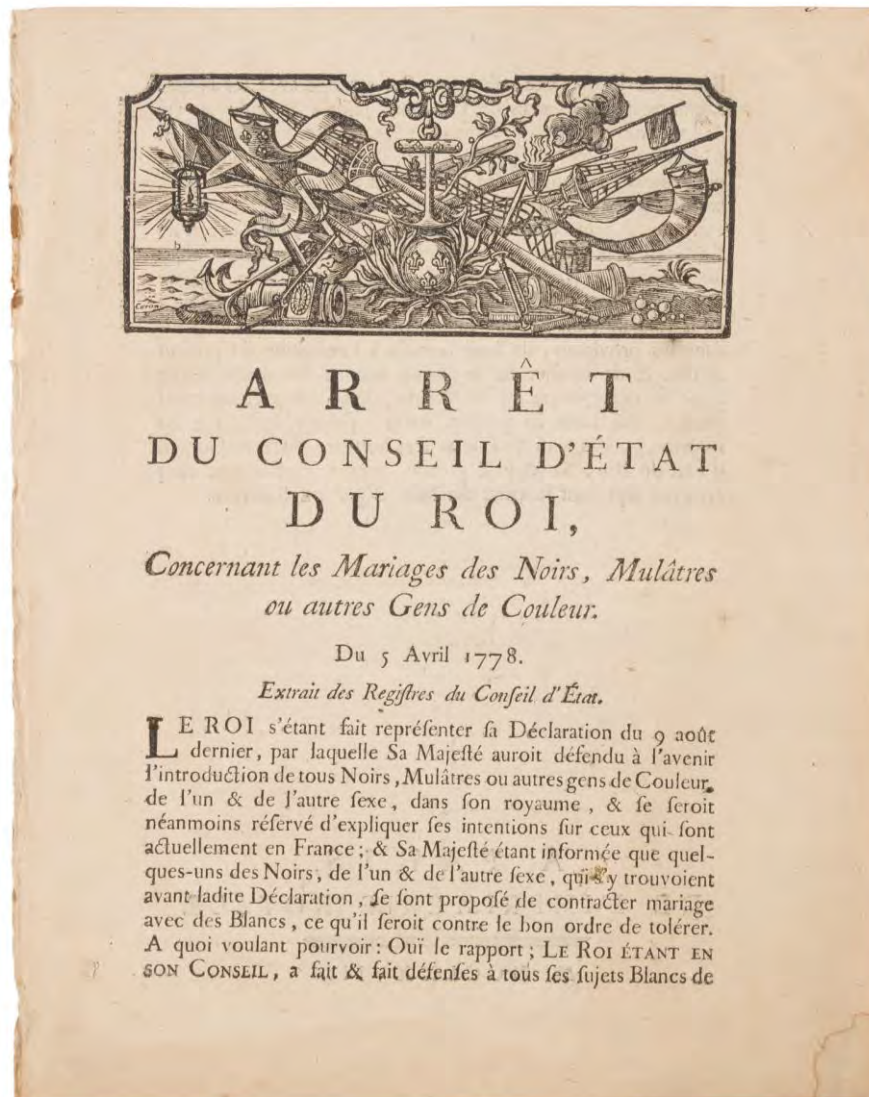 ARRÊT
DU CONSEIL D'ÉTAT
DU ROI,
Concernant les Mariages des Noirs, Mulâtres
ou autres Gens de Couleur.
Du 5 Avril 1778.
Extrait des Regiſtres du Conſeil d'État.
LE ROI s'étant fait repréſenter ſa Déclaration du 9 août
dernier, par laquelle Sa Majeſté auroit défendu à l'avenir
l'introduction de tous Noirs, Mulâtres ou autres gens de Couleur,
de l'un & de l'autre ſexe, dans ſon royaume, & ſe ſeroit
néanmoins réſervé d'expliquer ſes intentions ſur ceux qui ſont
actuellement en France; & Sa Majeſté étant informée que quel-
ques-uns des Noirs, de l'un & de l'autre ſexe, qui s'y trouvoient
avant ladite Déclaration, ſe ſont propoſé de contracter mariage
avec des Blancs, ce qu'il ſeroit contre le bon ordre de tolérer.
A quoi voulant pourvoir: Ouï le rapport; LE ROI ÉTANT EN
SON CONSEIL, a fait & fait défenſes à tous ſes ſujets Blancs de